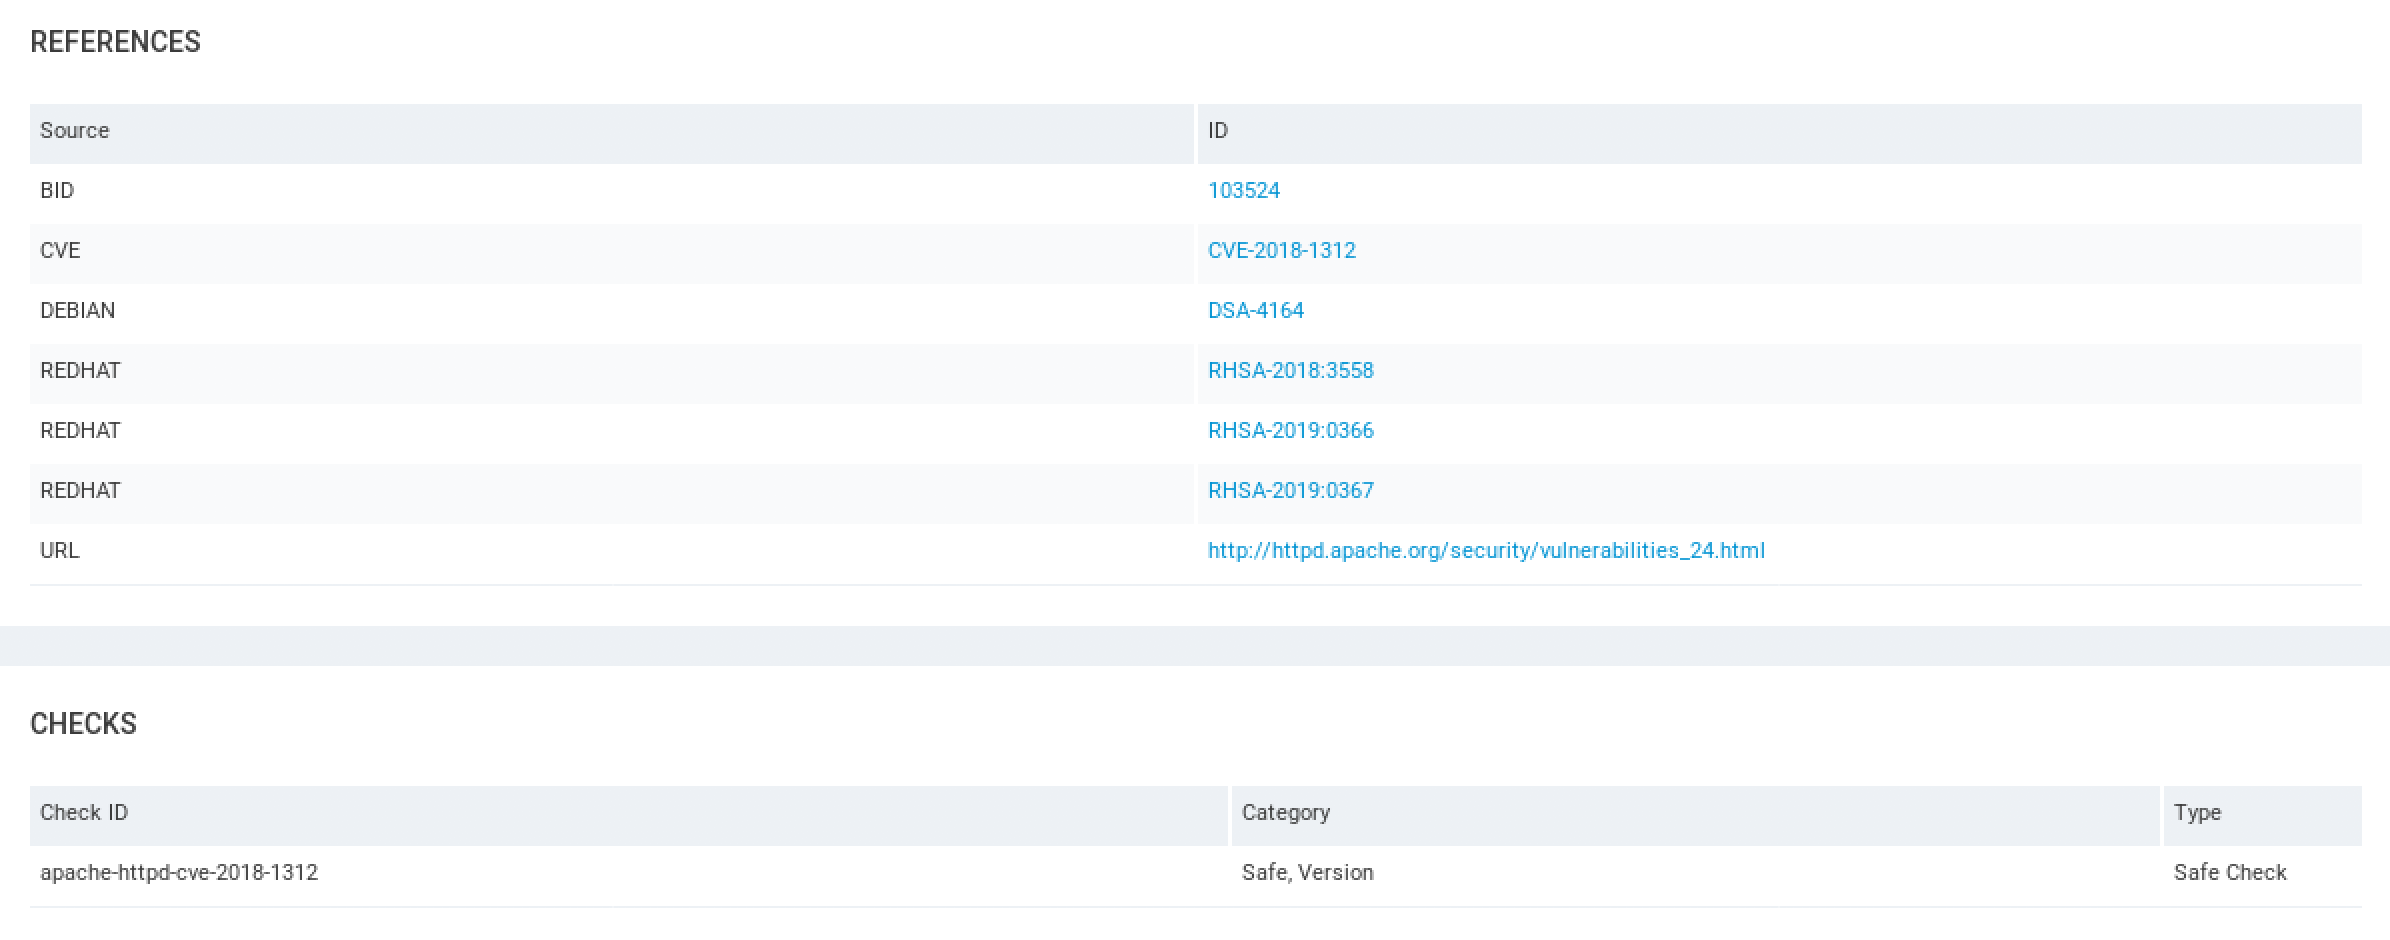 REFERENCES
Source ID
BID 103524
CVE CVE-2018-1312
DEBIAN DSA-4164
REDHAT RHSA-2018:3558
REDHAT RHSA-2019:0366
REDHAT RHSA-2019:0367
URL http://httpd.apache.org/security/vulnerabilities_24.html
CHECKS
Check ID Category Type
apache-httpd-cve-2018-1312 Safe, Version Safe Check